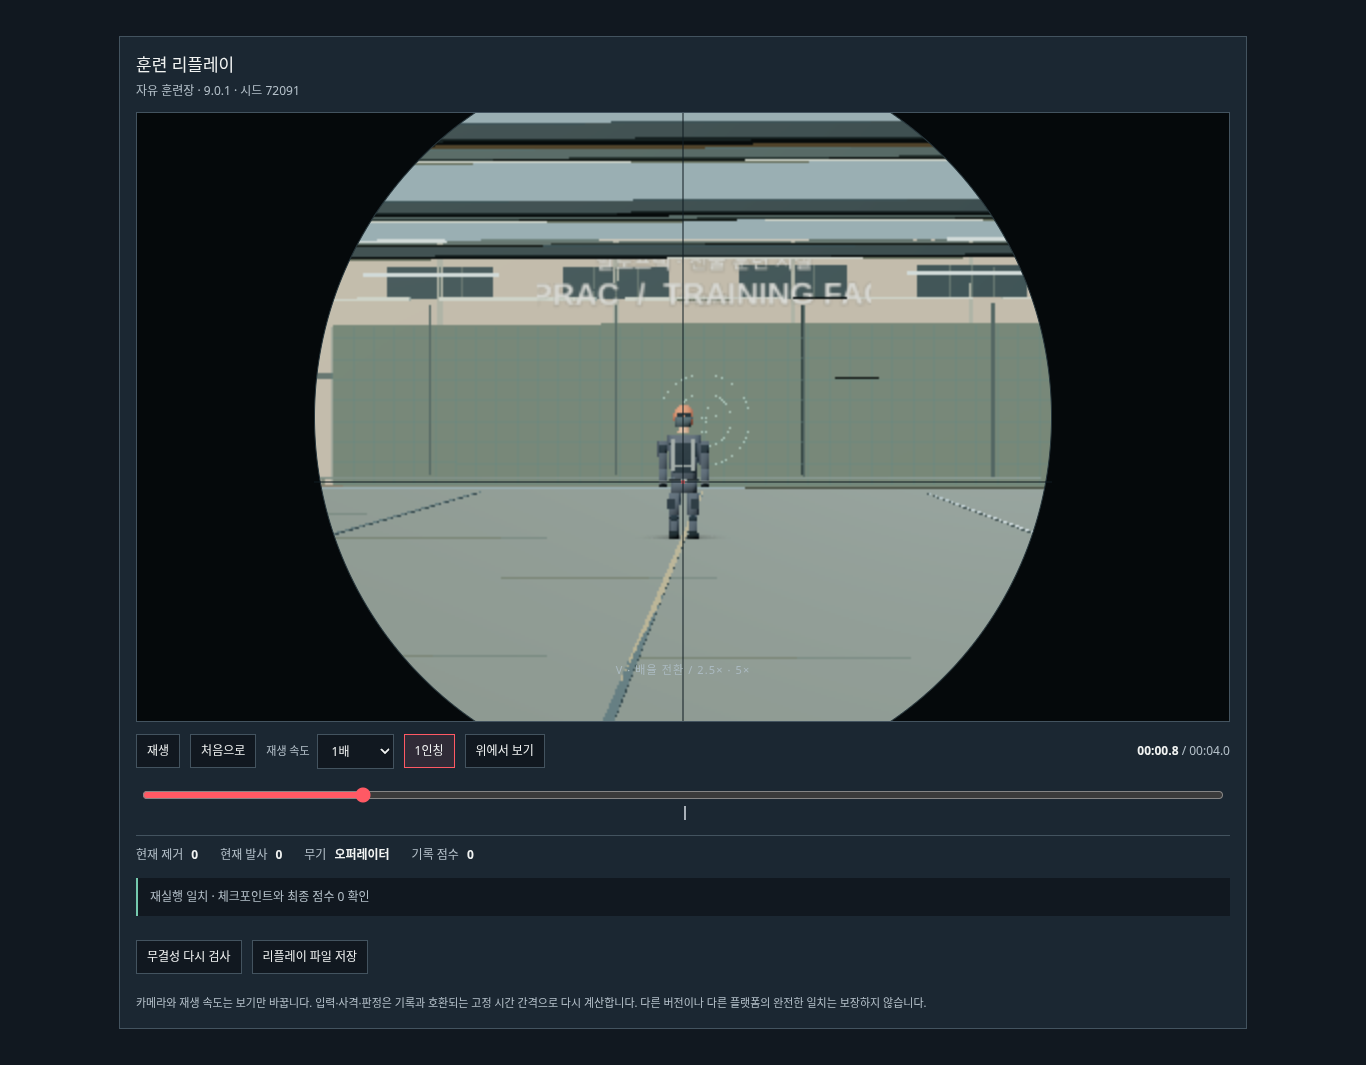 훈련 리플레이
자유 훈련장 · 9.0.1 · 시드 72091
PRAC / TRAINING FAC
V · 배율 전환 / 2.5× · 5×
재생 처음으로 재생 속도 1배 1인칭 위에서 보기 00:00.8 / 00:04.0
현재 제거 0 현재 발사 0 무기 오퍼레이터 기록 점수 0
재실행 일치 · 체크포인트와 최종 점수 0 확인
무결성 다시 검사 리플레이 파일 저장
카메라와 재생 속도는 보기만 바꿉니다. 입력·사격·판정은 기록과 호환되는 고정 시간 간격으로 다시 계산합니다. 다른 버전이나 다른 플랫폼의 완전한 일치는 보장하지 않습니다.